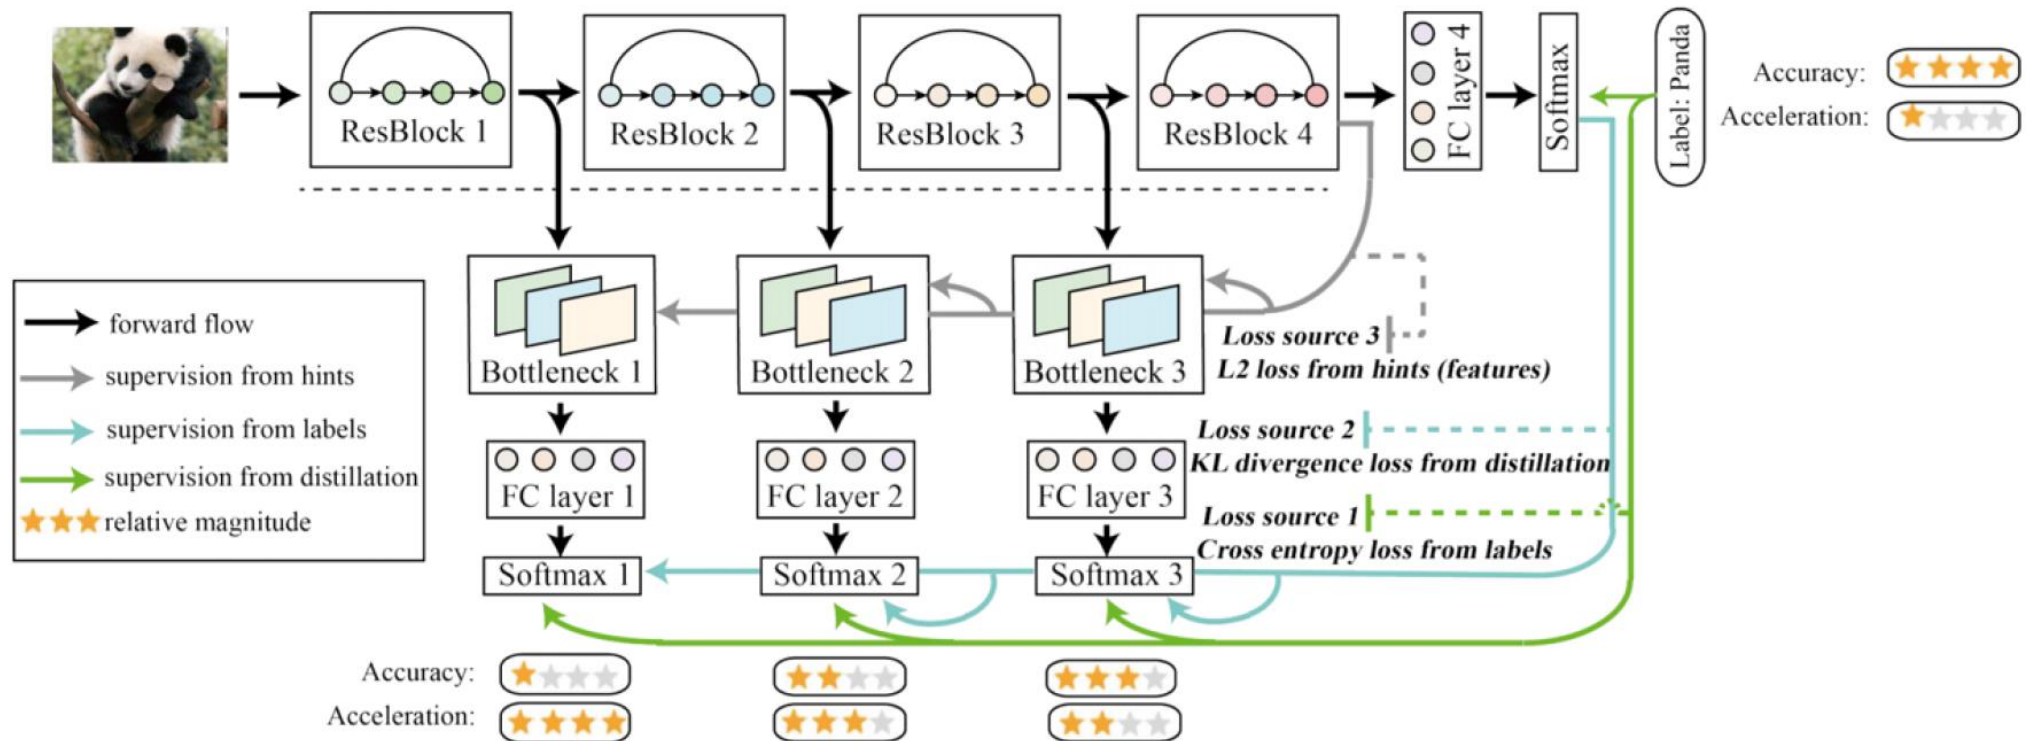 ResBlock 1
ResBlock 2
ResBlock 3
ResBlock 4
FC layer 4
Softmax
Label: Panda
Accuracy:
Acceleration:
forward flow
supervision from hints
supervision from labels
supervision from distillation
relative magnitude
Bottleneck 1
Bottleneck 2
Bottleneck 3
Loss source 3
L2 loss from hints (features)
Loss source 2
KL divergence loss from distillation
Loss source 1
Cross entropy loss from labels
FC layer 1
FC layer 2
FC layer 3
Softmax 1
Softmax 2
Softmax 3
Accuracy:
Acceleration: